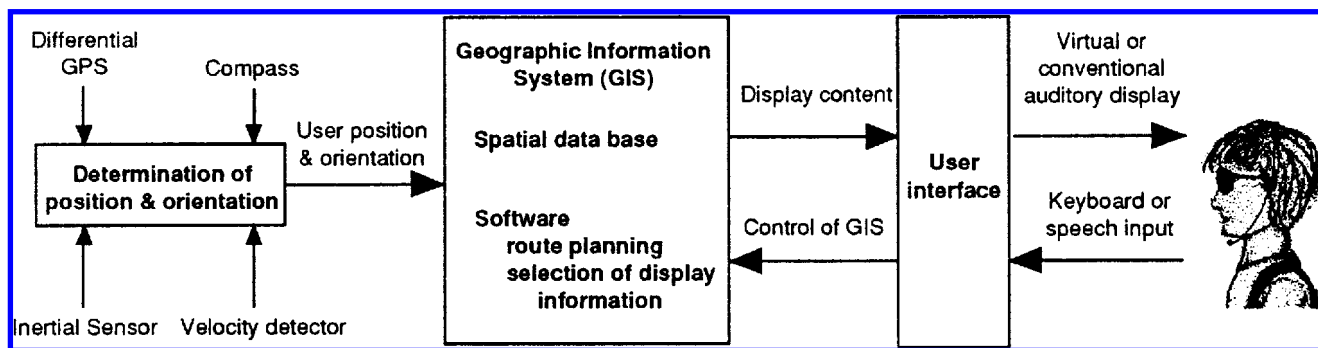 Differential
GPS
Compass
Determination of
position & orientation
Inertial Sensor
Velocity detector
User position
& orientation
Geographic Information
System (GIS)
Spatial data base
Software
route planning
selection of display
information
Display content
Control of GIS
User
interface
Virtual or
conventional
auditory display
Keyboard or
speech input